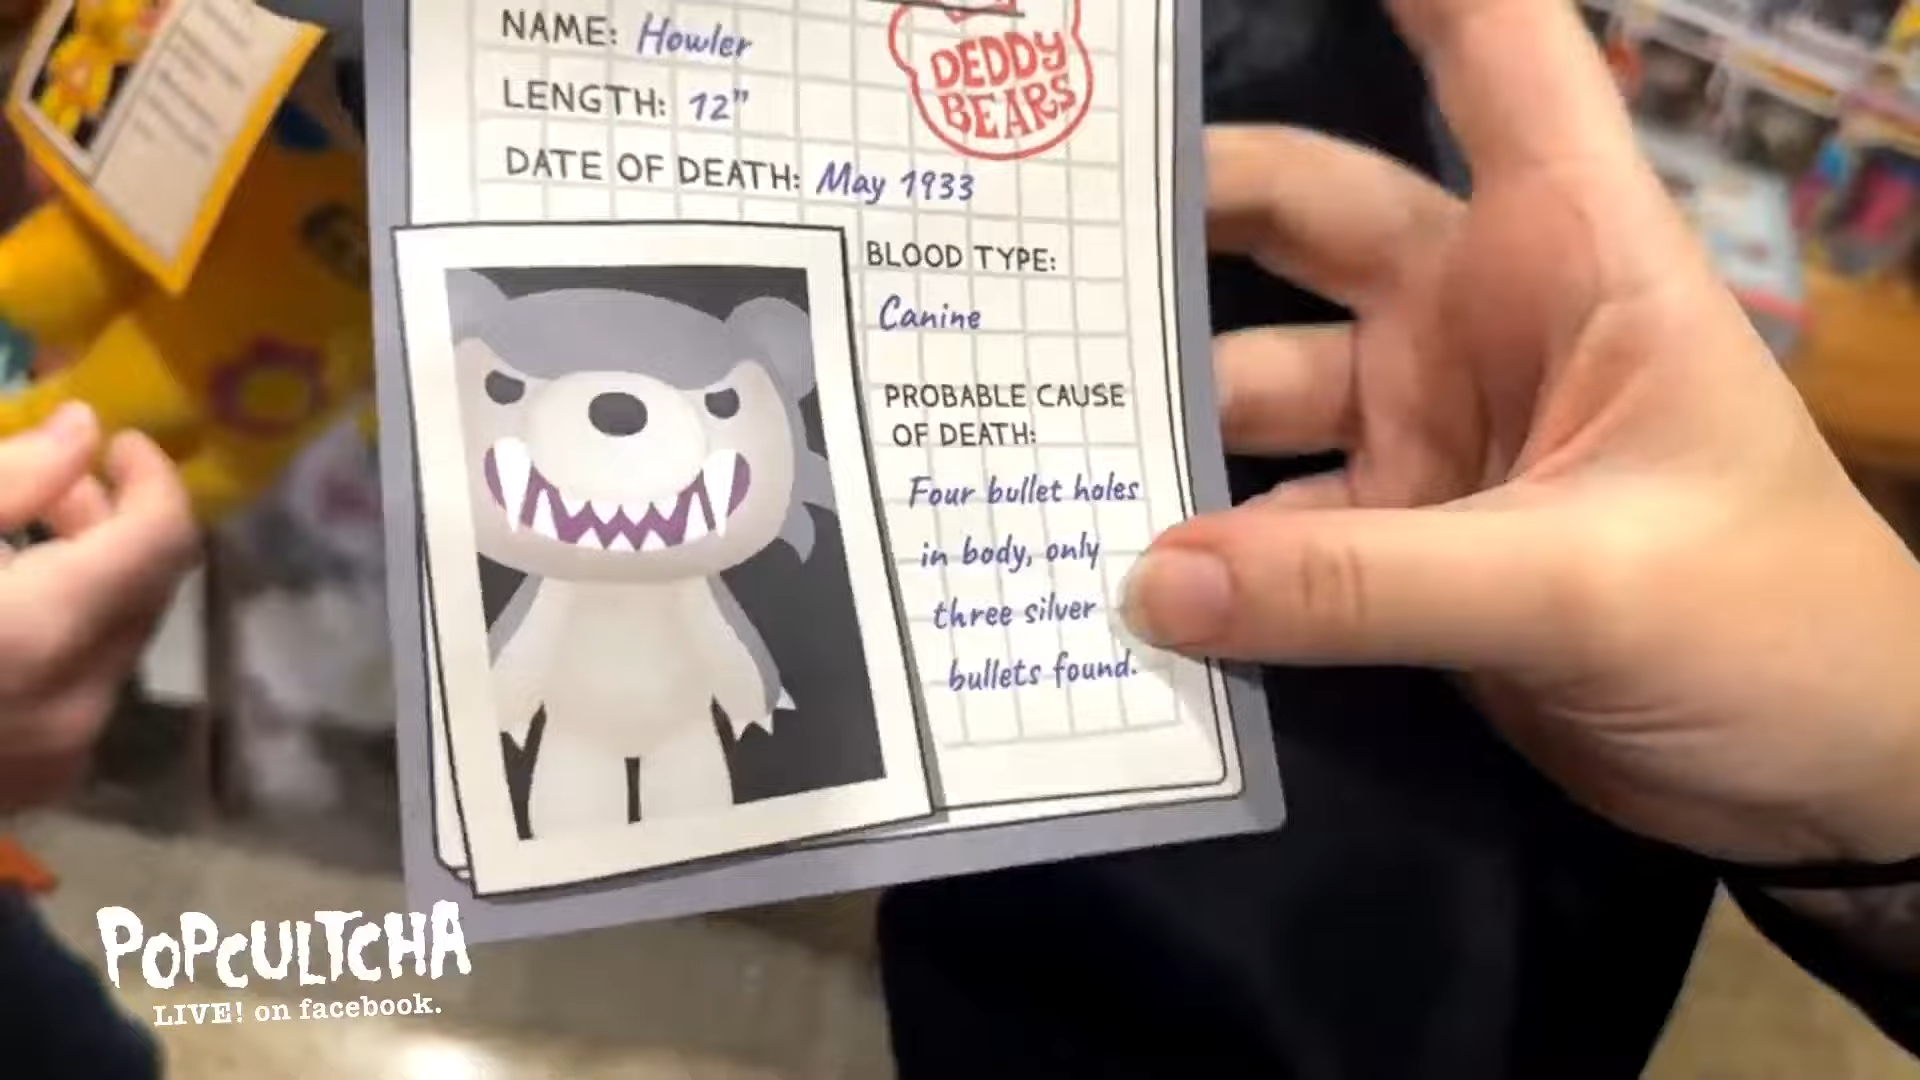 NAME: Howler
DEDDY
BEARS
LENGTH: 12"
DATE OF DEATH: May 1933
BLOOD TYPE:
Canine
PROBABLE CAUSE
OF DEATH:
Four bullet holes
in body, only
three silver
bullets found.
POPCULTCHA
LIVE! on facebook.